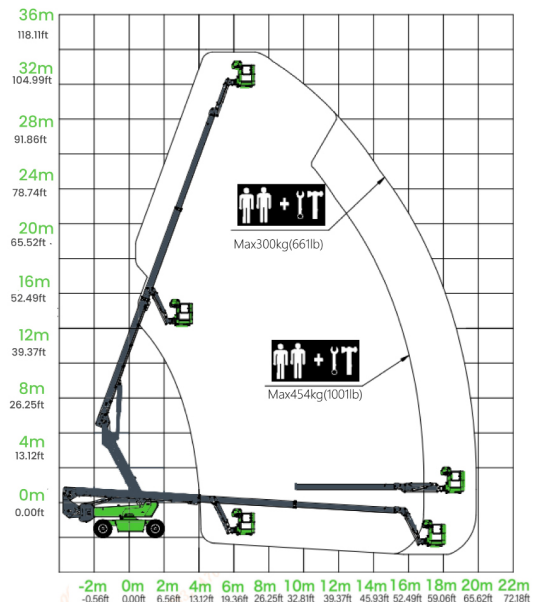 36m
118.11ft
32m
104.99ft
28m
91.86ft
24m
78.74ft
20m
65.52ft
16m
52.49ft
12m
39.37ft
8m
26.25ft
4m
13.12ft
0m
0.00ft
Max300kg(661lb)
Max454kg(1001lb)
-2m 0m 2m 4m 6m 8m 10m 12m 14m 16m 18m 20m 22m
-0.56ft 0.00ft 6.56ft 13.12ft 19.36ft 26.25ft 32.81ft 39.37ft 45.93ft 52.49ft 59.06ft 65.62ft 72.18ft